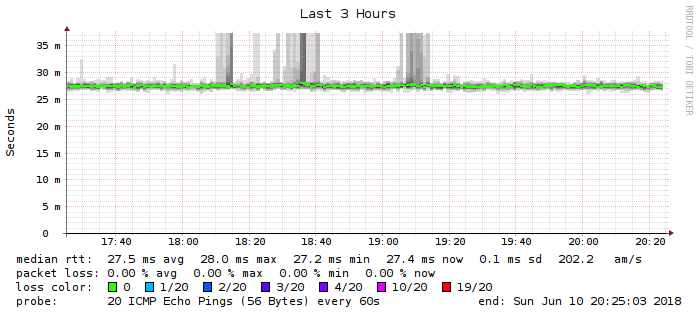 Last 3 Hours
RRDTOOL / TOBI OETIKER
Seconds
35 m
30 m
25 m
20 m
15 m
10 m
5 m
0
17:40 18:00 18:20 18:40 19:00 19:20 19:40 20:00 20:20
median rtt: 27.5 ms avg 28.0 ms max 27.2 ms min 27.4 ms now 0.1 ms sd 202.2 am/s
packet loss: 0.00 % avg 0.00 % max 0.00 % min 0.00 % now
loss color: 0 1/20 2/20 3/20 4/20 10/20 19/20
probe: 20 ICMP Echo Pings (56 Bytes) every 60s end: Sun Jun 10 20:25:03 2018